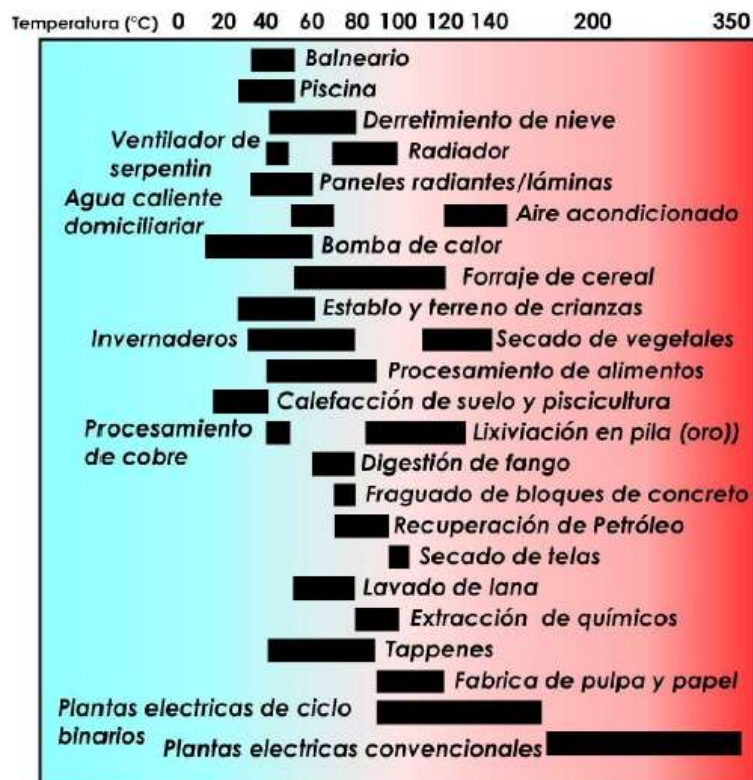 Temperatura (°C) 0 20 40 60 80 100 120 140 200 350
Balneario
Piscina
Derretimiento de nieve
Ventilador de
serpentin
Radiador
Paneles radiantes/láminas
Agua caliente
domiciliariar
Aire acondicionado
Bomba de calor
Forraje de cereal
Establo y terreno de crianzas
Invernaderos
Secado de vegetales
Procesamiento de alimentos
Calefacción de suelo y piscicultura
Procesamiento
de cobre
Lixiviación en pila (oro))
Digestión de fango
Fraguado de bloques de concreto
Recuperación de Petróleo
Secado de telas
Lavado de lana
Extracción de químicos
Tappenes
Fabrica de pulpa y papel
Plantas electricas de ciclo
binarios
Plantas electricas convencionales